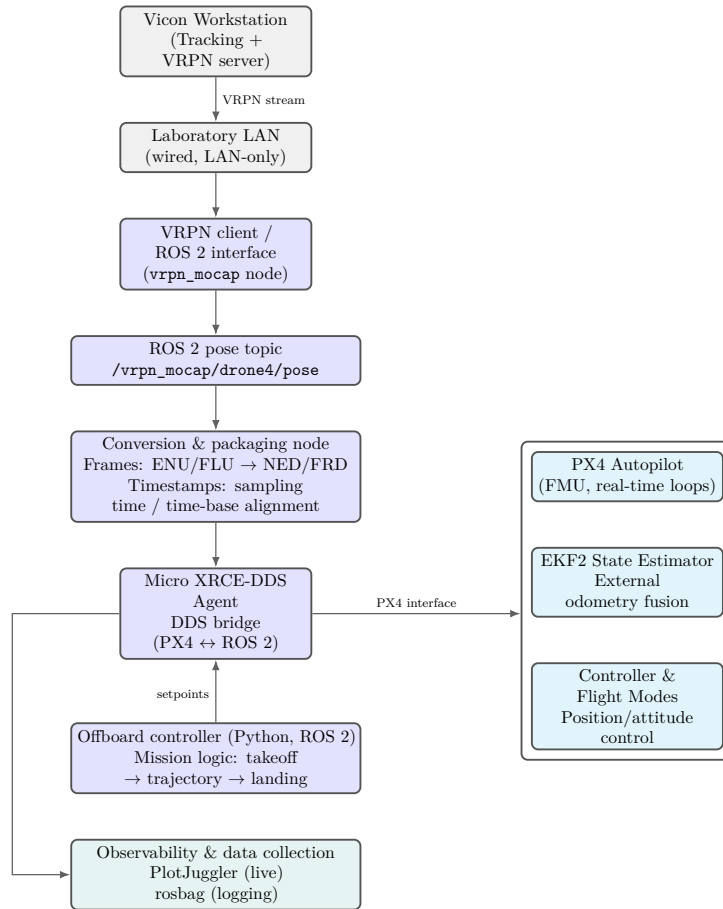 Vicon Workstation
(Tracking +
VRPN server)
VRPN stream
Laboratory LAN
(wired, LAN-only)
VRPN client /
ROS 2 interface
(vrpn_mocap node)
ROS 2 pose topic
/vrpn_mocap/drone4/pose
Conversion & packaging node
Frames: ENU/FLU → NED/FRD
Timestamps: sampling
time / time-base alignment
Micro XRCE-DDS
Agent
DDS bridge
(PX4 ↔ ROS 2)
PX4 interface
PX4 Autopilot
(FMU, real-time loops)
EKF2 State Estimator
External
odometry fusion
Controller &
Flight Modes
Position/attitude
control
setpoints
Offboard controller (Python, ROS 2)
Mission logic: takeoff
→ trajectory → landing
Observability & data collection
PlotJuggler (live)
rosbag (logging)